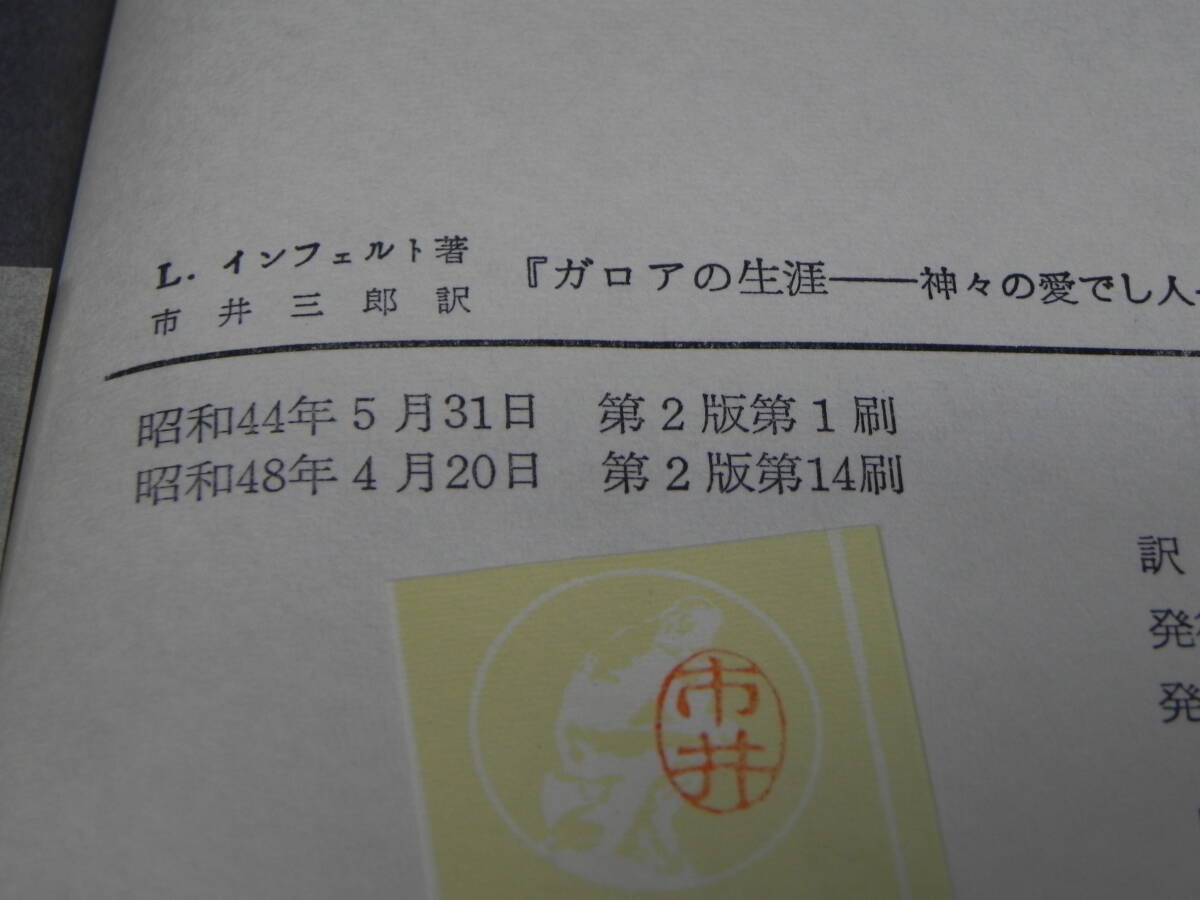 L. インフェルト著
市井三郎訳
『ガロアの生涯――神々の愛でし人
昭和44年5月31日 第2版第1刷
昭和48年4月20日 第2版第14刷
訳
発
発
市井